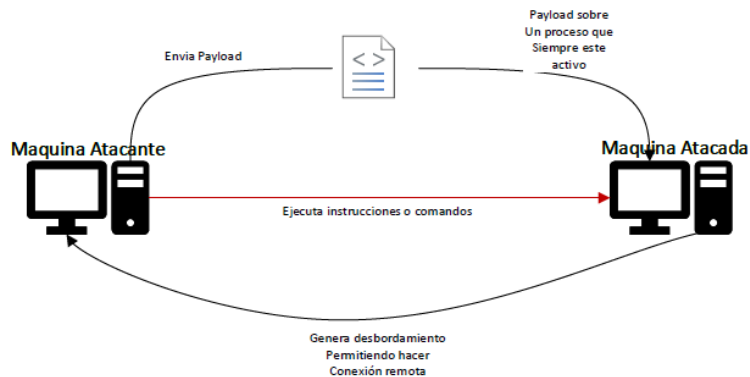 Payload sobre
Un proceso que
Siempre este
activo
Envia Payload
< >
Maquina Atacante
Maquina Atacada
Ejecuta instrucciones o comandos
Genera desbordamiento
Permitiendo hacer
Conexión remota